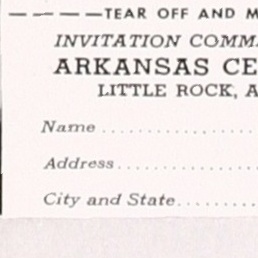 TEAR OFF AND M
INVITATION COMM
ARKANSAS CE
LITTLE ROCK, A
Name
Address
City and State